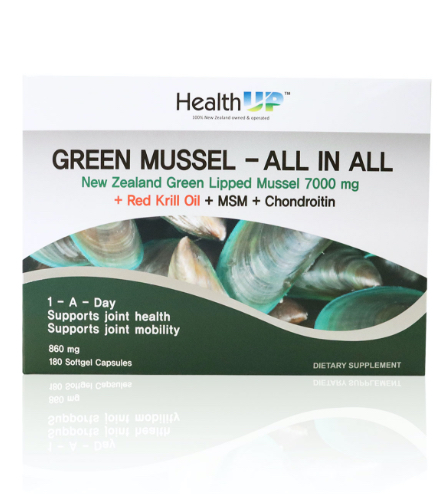 HealthUP™
100% New Zealand owned & operated
GREEN MUSSEL – ALL IN ALL
New Zealand Green Lipped Mussel 7000 mg
+ Red Krill Oil + MSM + Chondroitin
1 - A - Day
Supports joint health
Supports joint mobility
860 mg
180 Softgel Capsules
DIETARY SUPPLEMENT